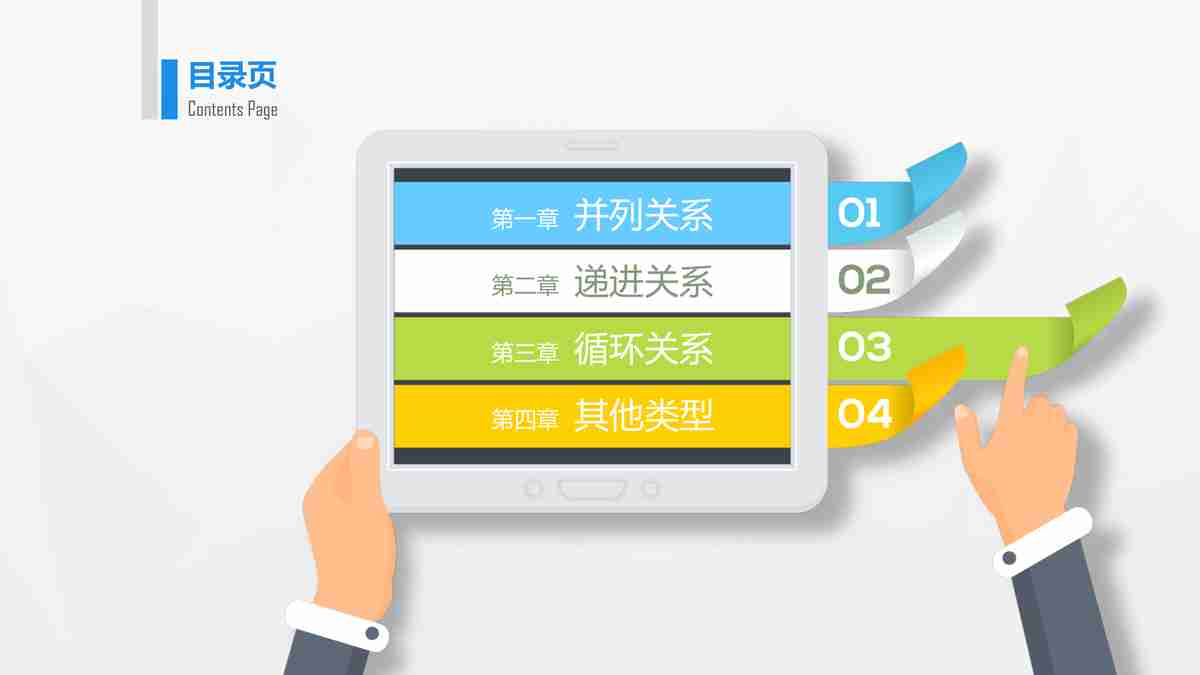 目录页
Contents Page
第一章 并列关系 01
第二章 递进关系 02
第三章 循环关系 03
第四章 其他类型 04